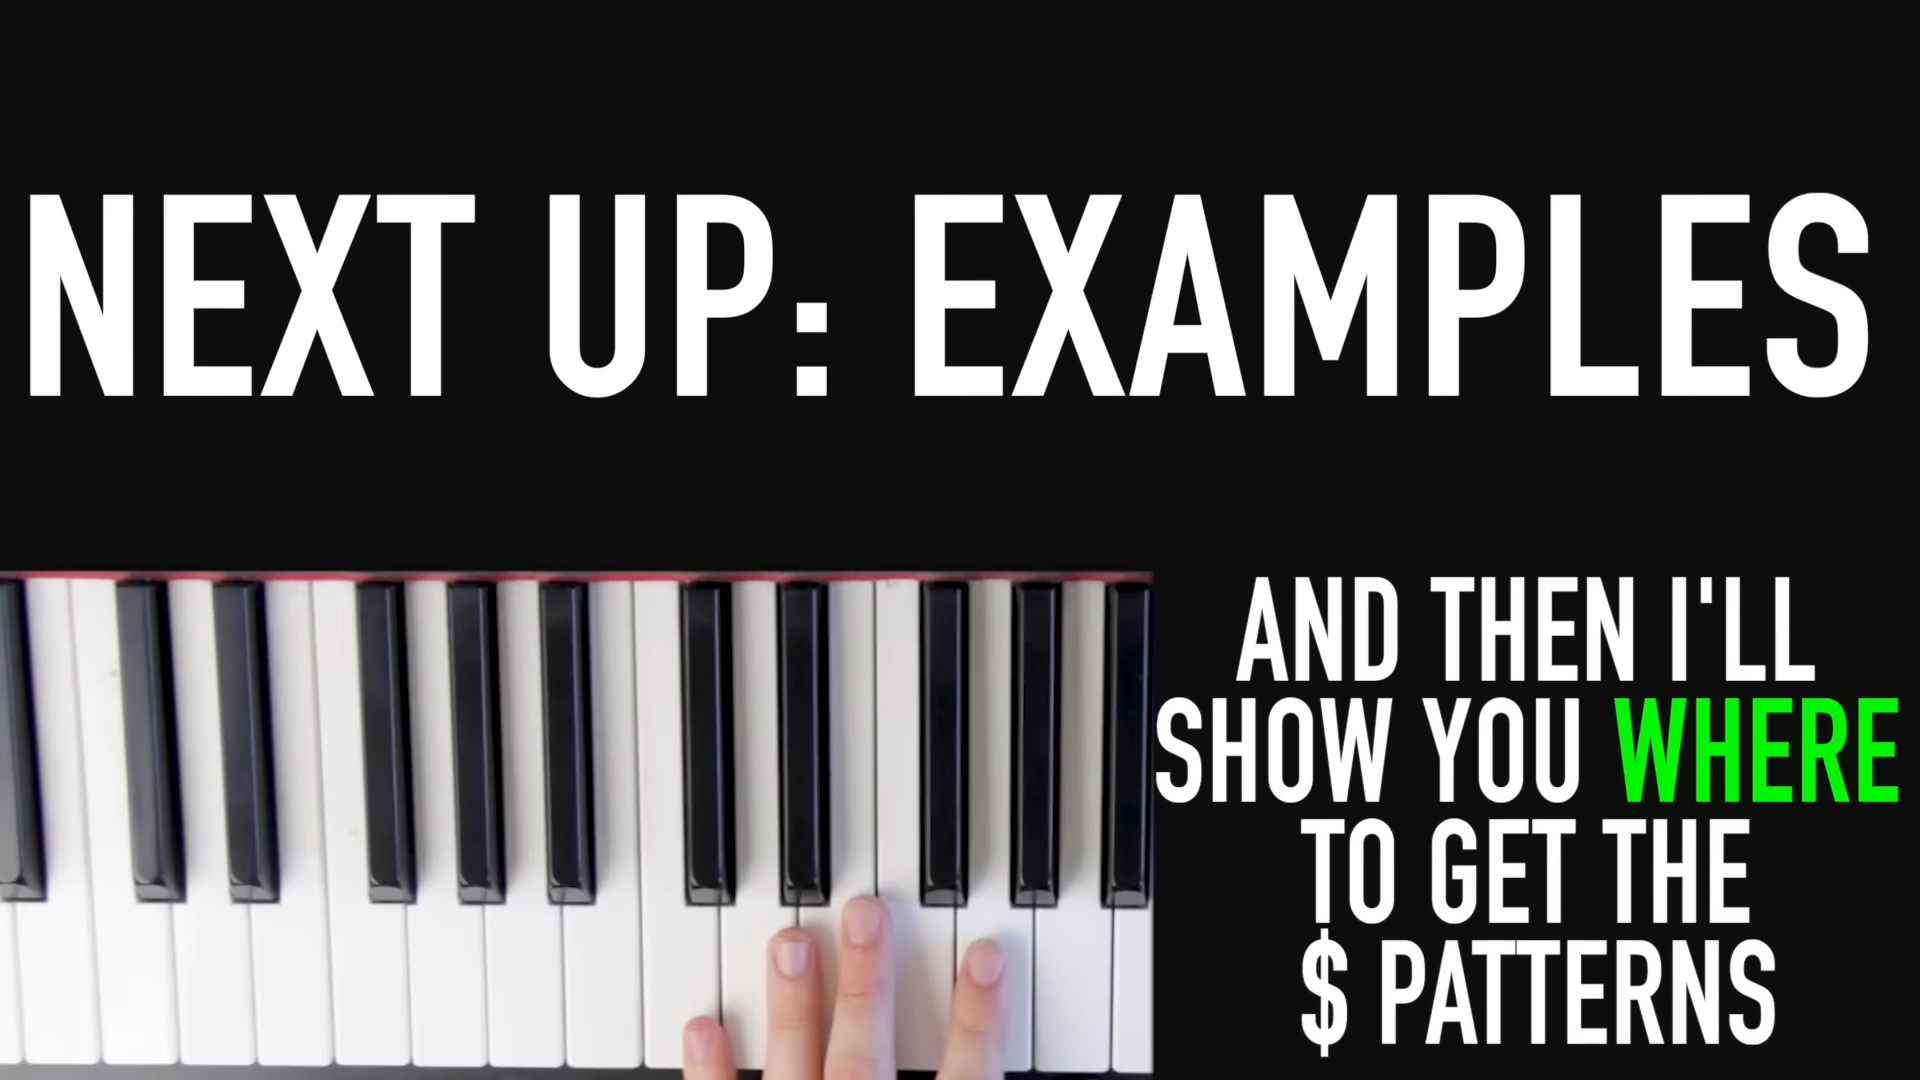 NEXT UP: EXAMPLES
AND THEN I'LL
SHOW YOU WHERE
TO GET THE
$ PATTERNS